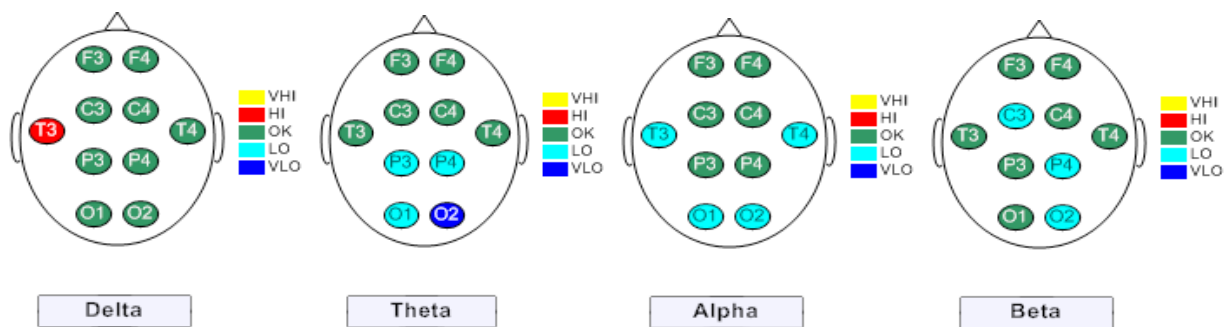 F3 F4 F3 F4 F3 F4 F3 F4
VHI VHI VHI VHI
C3 C4 HI C3 C4 HI C3 C4 HI C3 C4 HI
T3 T4 OK T3 T4 OK T3 T4 OK T3 T4 OK
LO LO LO LO
P3 P4 VLO P3 P4 VLO P3 P4 VLO P3 P4 VLO
O1 O2 O1 O2 O1 O2 O1 O2
Delta Theta Alpha Beta